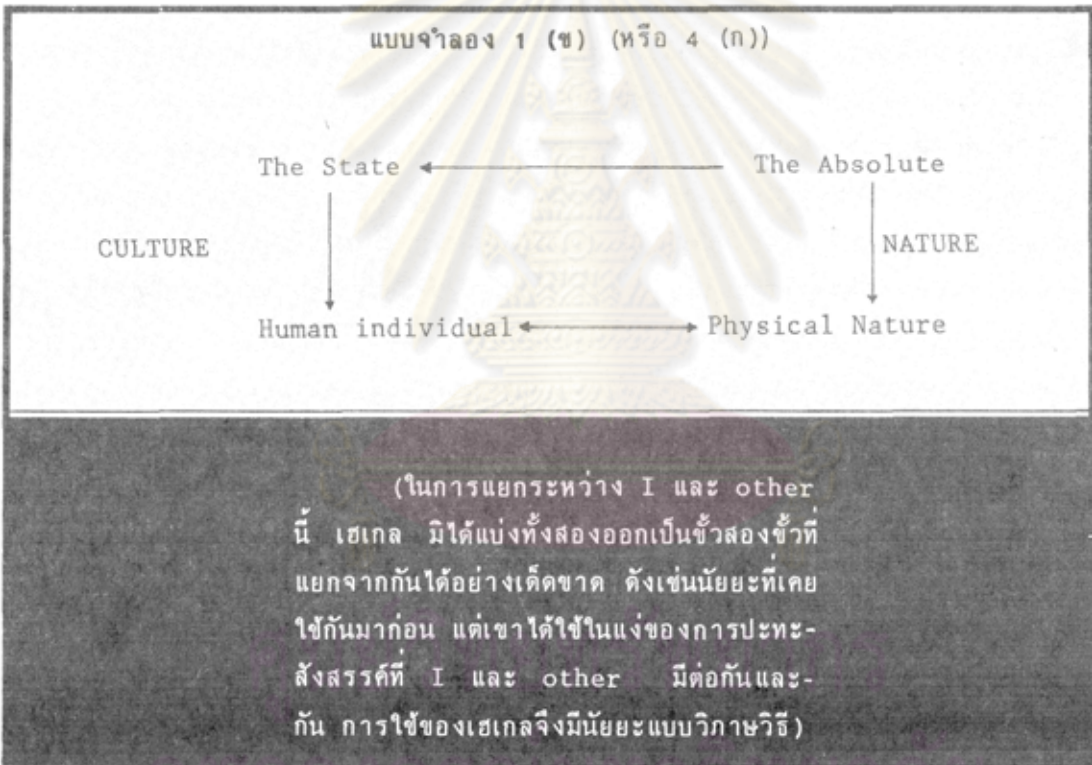 แบบจำลอง 1 (ข) (หรือ 4 (ก))
The State The Absolute
CULTURE NATURE
Human individual Physical Nature
(ในการแยกระหว่าง I และ other
นี้ เฮเกล มิได้แบ่งทั้งสองออกเป็นขั้วสองขั้วที่
แยกจากกันได้อย่างเด็ดขาด ดังเช่นนัยยะที่เคย
ใช้กันมาก่อน แต่เขาได้ใช้ในแง่ของการปะทะ-
สังสรรค์ที่ I และ other มีต่อกันและ-
กัน การใช้ของเฮเกลจึงมีนัยยะแบบวิภาษวิธี)